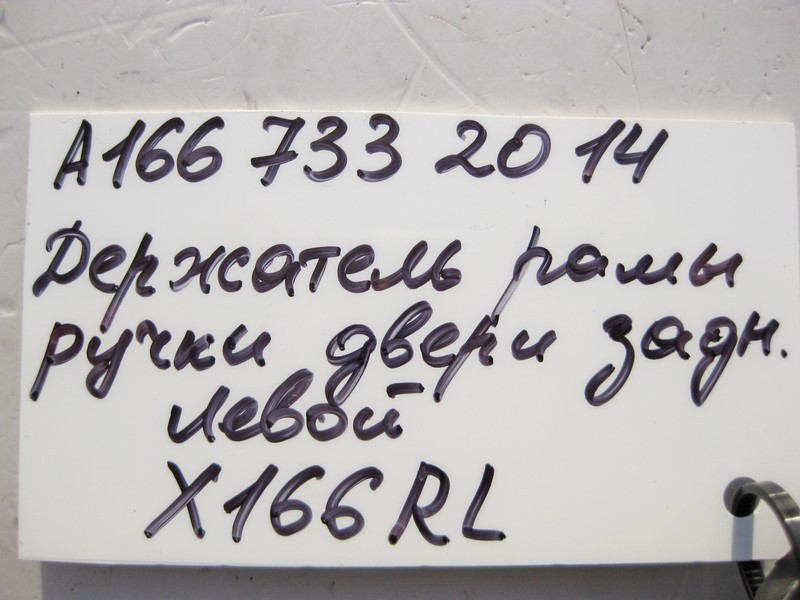 A166 733 20 14
Держатель рамы
ручки двери задн.
левой
X166 RL